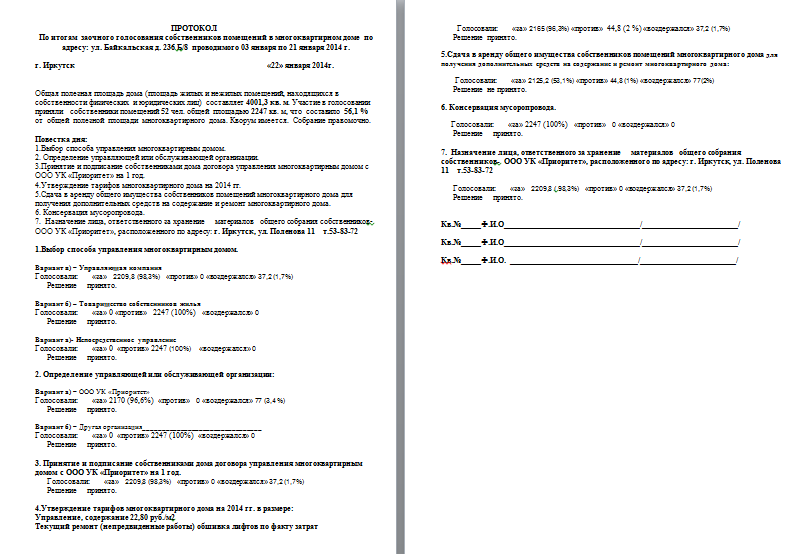 ПРОТОКОЛ
По итогам заочного голосования собственников помещений в многоквартирном доме по
адресу: ул. Байкальская д. 236,Б/8 проводимого 03 января по 21 января 2014 г.
г. Иркутск «22» января 2014г.
Общая полезная площадь дома (площадь жилых и нежилых помещений, находящихся в
собственности физических и юридических лиц) составляет 4001,3 кв. м. Участие в голосовании
приняли собственники помещений 52 чел. общей площадью 2247 кв. м, что составило 56,1 %
от общей полезной площади многоквартирного дома. Кворум имеется. Собрание правомочно.
Повестка дня:
1.Выбор способа управления многоквартирным домом.
2. Определение управляющей или обслуживающей организации.
3.Принятие и подписание собственниками дома договора управления многоквартирным домом с
ООО УК «Приоритет» на 1 год.
4.Утверждение тарифов многоквартирного дома на 2014 гг.
5.Сдача в аренду общего имущества собственников помещений многоквартирного дома для
получения дополнительных средств на содержание и ремонт многоквартирного дома.
6. Консервация мусоропровода.
7. Назначение лица, ответственного за хранение материалов общего собрания собственников:,
ООО УК «Приоритет», расположенного по адресу: г. Иркутск, ул. Поленова 11 т.53-83-72
1.Выбор способа управления многоквартирным домом.
Вариант а) – Управляющая компания
Голосовали: «за» 2209,8 (98,3%) «против» 0 «воздержался» 37,2 (1,7%)
Решение принято.
Вариант б) – Товарищество собственников жилья
Голосовали: «за» 0 «против» 2247 (100%) «воздержался» 0
Решение принято.
Вариант в)- Непосредственное управление
Голосовали: «за» 0 «против» 2247 (100%) «воздержался» 0
Решение принято.
2. Определение управляющей или обслуживающей организации:
Вариант а) – ООО УК «Приоритет»
Голосовали: «за» 2170 (96,6%) «против» 0 «воздержался» 77 (3,4%)
Решение принято.
Вариант б) – Другая организация______________________________
Голосовали: «за» 0 «против» 2247 (100%) «воздержался» 0
Решение принято.
3. Принятие и подписание собственниками дома договора управления многоквартирным
домом с ООО УК «Приоритет» на 1 год.
Голосовали: «за» 2209,8 (98,3%) «против» 0 «воздержался» 37,2 (1,7%)
Решение принято.
4.Утверждение тарифов многоквартирного дома на 2014 гг. в размере:
Управление, содержание 22,80 руб./м2
Текущий ремонт (непредвиденные работы) обшивка лифтов по факту затрат
Голосовали: «за» 2165 (96,3%) «против» 44,8 (2 %) «воздержался» 37,2 (1,7%)
Решение принято.
5.Сдача в аренду общего имущества собственников помещений многоквартирного дома для
получения дополнительных средств на содержание и ремонт многоквартирного дома:
Голосовали: «за» 2125,2 (53,1%) «против» 44,8 (1%) «воздержался» 77(2%)
Решение не принято.
6. Консервация мусоропровода.
Голосовали: «за» 2247 (100%) «против» 0 «воздержался» 0
Решение принято.
7. Назначение лица, ответственного за хранение материалов общего собрания
собственников:, ООО УК «Приоритет», расположенного по адресу: г. Иркутск, ул. Поленова
11 т.53-83-72
Голосовали: «за» 2209,8 (,98,3%) «против» 0 «воздержался» 37,2 (1,7%)
Решение принято.
Кв.№_____Ф.И.О__________________________________/________________________/
Кв.№_____Ф.И.О__________________________________/________________________/
Кв.№_____Ф.И.О. ________________________________/________________________/